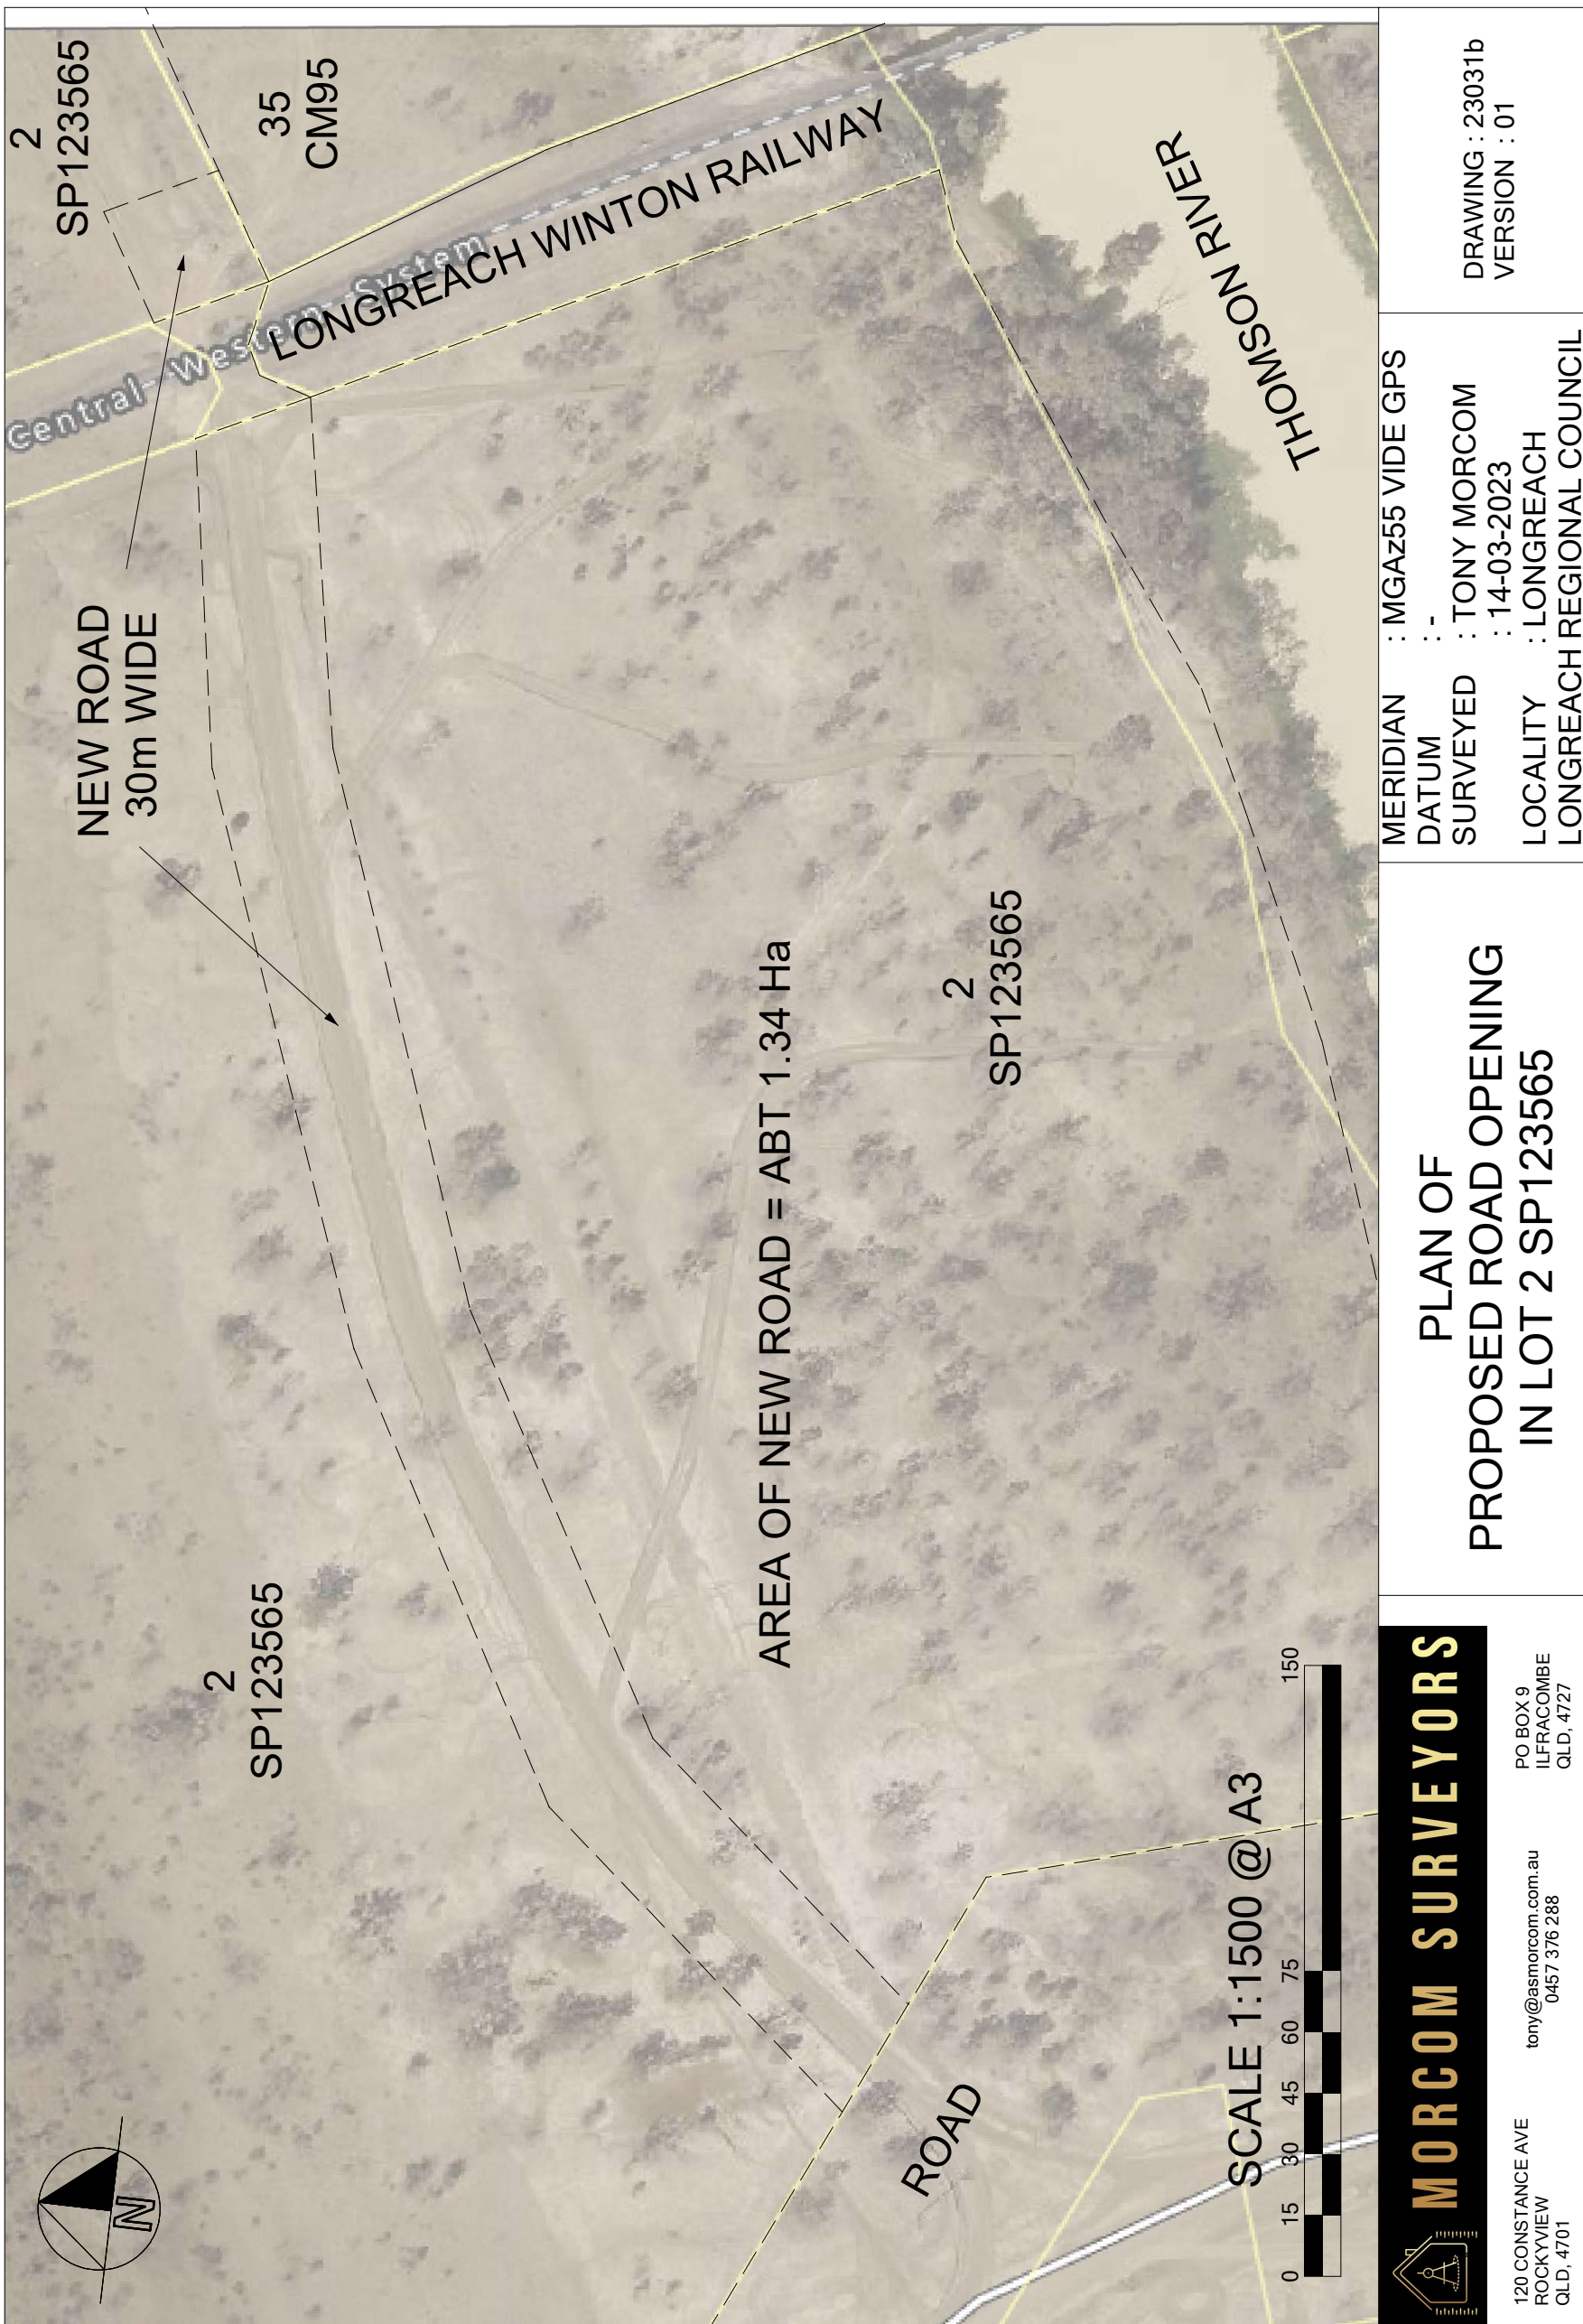 2
SP123565
35
CM95
Central Western System
LONGREACH WINTON RAILWAY
THOMSON RIVER
NEW ROAD
30m WIDE
AREA OF NEW ROAD = ABT 1.34 Ha
2
SP123565
2
SP123565
N
ROAD
SCALE 1:1500 @ A3
0 15 30 45 60 75 150
MORCOM SURVEYORS
120 CONSTANCE AVE
ROCKYVIEW
QLD, 4701
tony@asmorcom.com.au
0457 376 288
PO BOX 9
ILFRACOMBE
QLD, 4727
PLAN OF
PROPOSED ROAD OPENING
IN LOT 2 SP123565
MERIDIAN : MGAz55 VIDE GPS
DATUM : -
SURVEYED : TONY MORCOM
: 14-03-2023
LOCALITY : LONGREACH
LONGREACH REGIONAL COUNCIL
DRAWING : 23031b
VERSION : 01